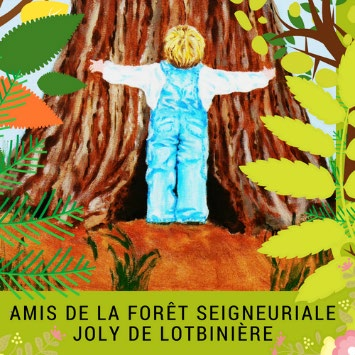 AMIS DE LA FORÊT SEIGNEURIALE
JOLY DE LOTBINIÈRE